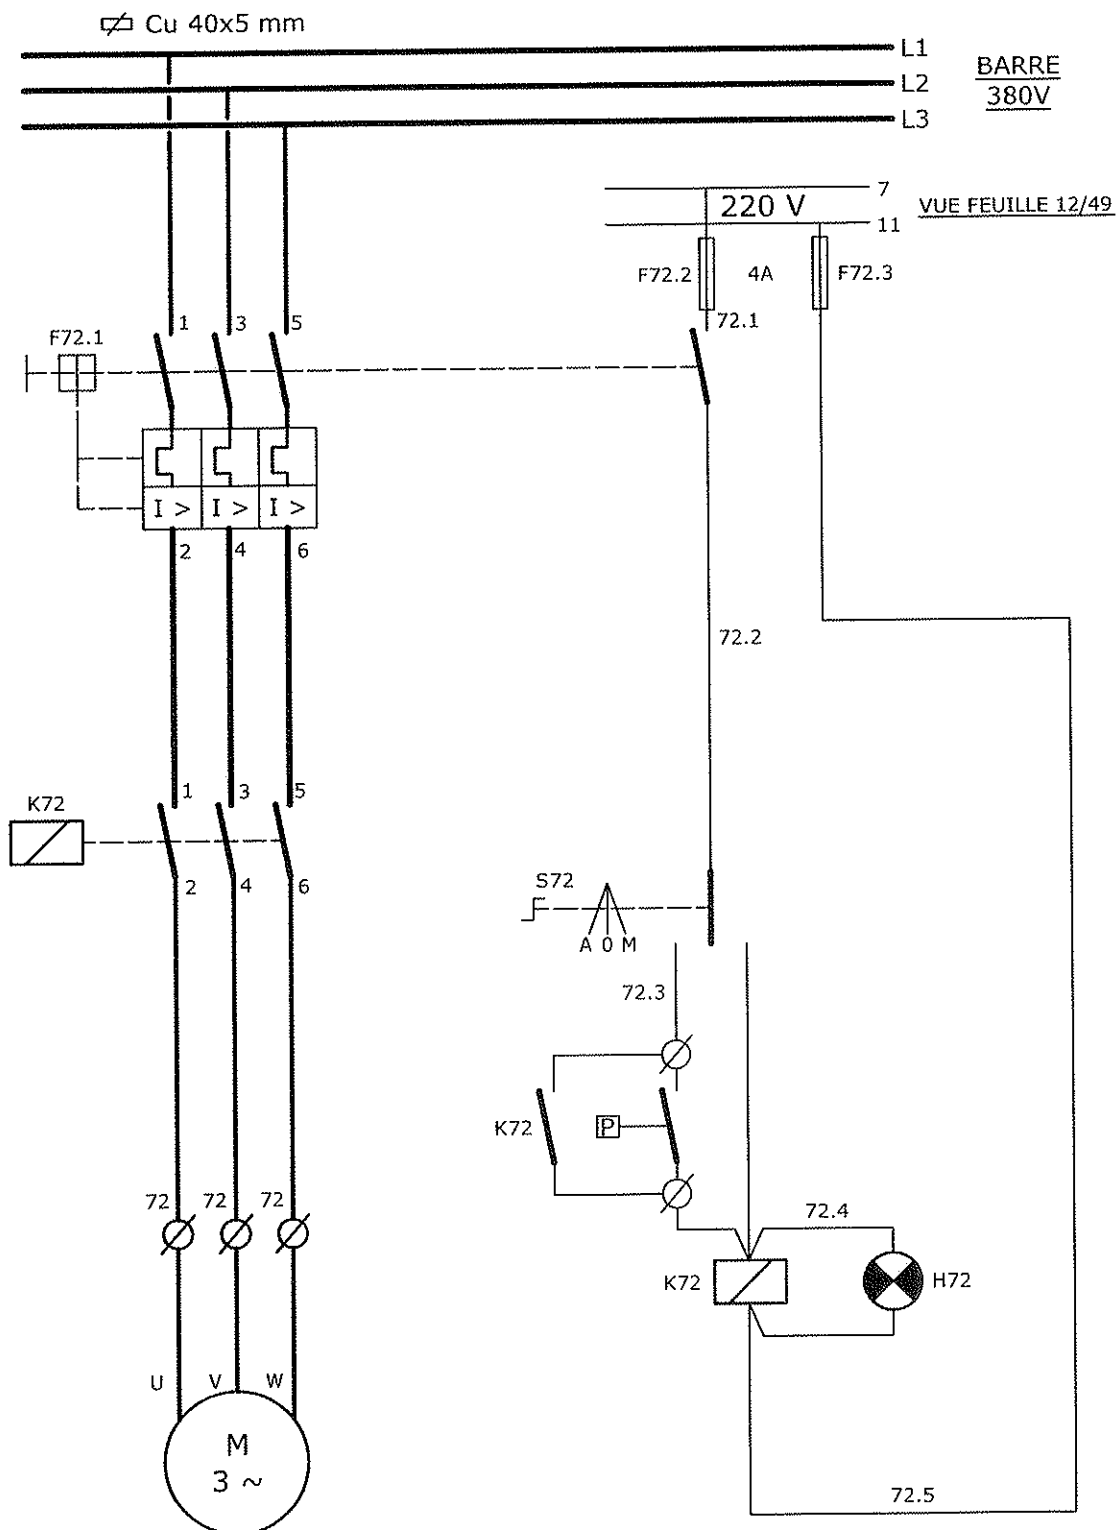 Cu 40x5 mm
L1
L2
L3
BARRE
380V
7
220 V
11
VUE FEUILLE 12/49
F72.2
4A
F72.3
72.1
F72.1
1
3
5
I >
I >
I >
2
4
6
72.2
K72
1
3
5
2
4
6
S72
A 0 M
72.3
K72
P
72
72
72
72.4
K72
H72
U
V
W
M
3 ~
72.5